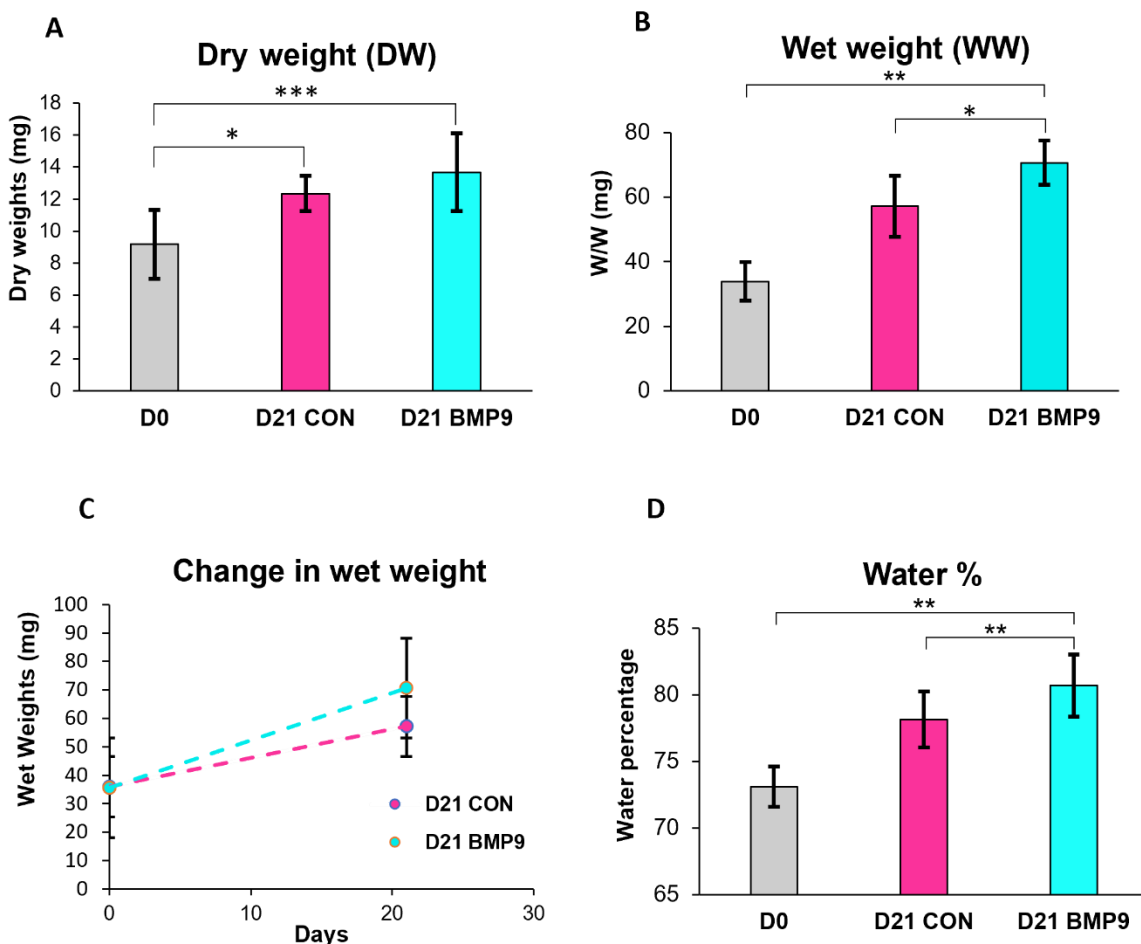 A
Dry weight (DW)
***
*
Dry weights (mg)
18
16
14
12
10
8
6
4
2
0
D0
D21 CON
D21 BMP9
B
Wet weight (WW)
**
*
W/W (mg)
80
60
40
20
0
D0
D21 CON
D21 BMP9
C
Change in wet weight
Wet Weights (mg)
100
90
80
70
60
50
40
30
20
10
0
0
10
20
30
Days
D21 CON
D21 BMP9
D
Water %
**
**
Water percentage
85
80
75
70
65
D0
D21 CON
D21 BMP9